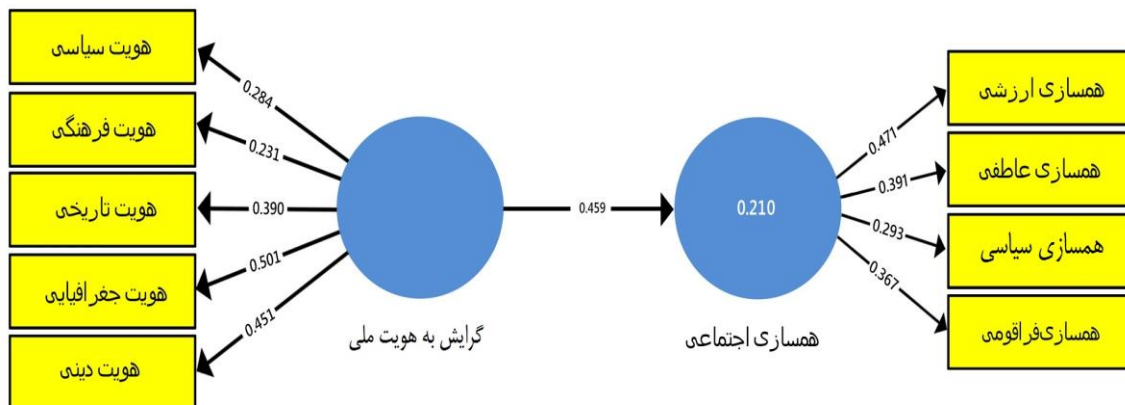 هویت سیاسی
هویت فرهنگی
هویت تاریخی
هویت جغرافیایی
هویت دینی
0.284
0.231
0.390
0.501
0.451
گرایش به هویت ملی
0.459
0.210
همسازی اجتماعی
0.471
0.391
0.293
0.367
همسازی ارزشی
همسازی عاطفی
همسازی سیاسی
همسازی‌فراقومی